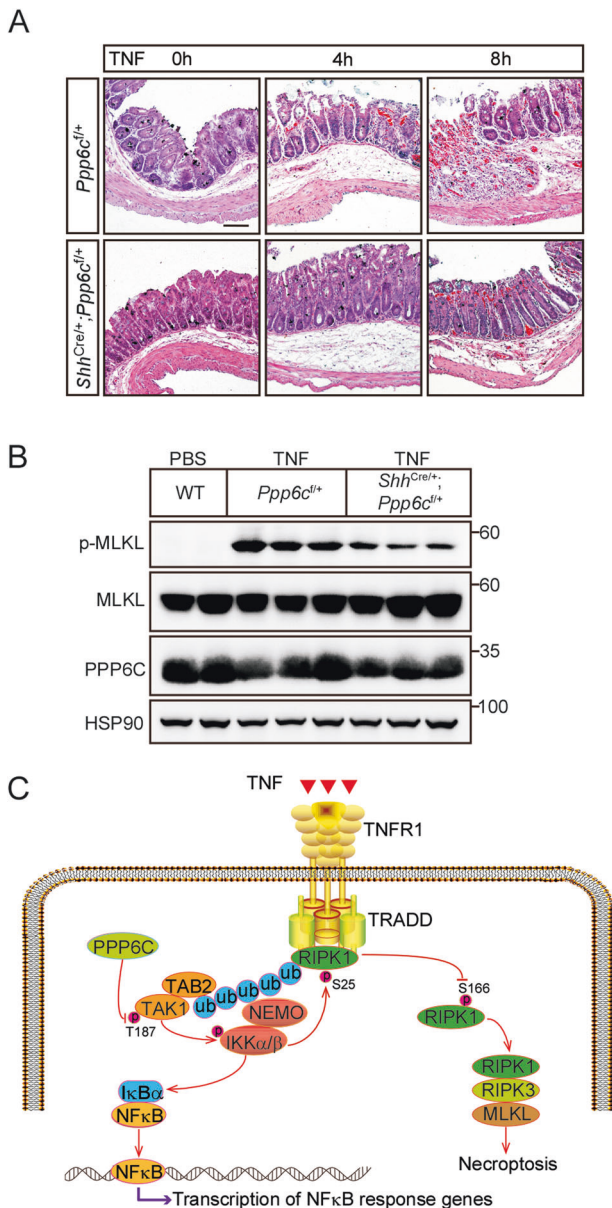 A
TNF 0h 4h 8h
Ppp6cf/+
ShhCre/+;Ppp6cf/+
B
PBS TNF TNF
WT Ppp6cf/+ ShhCre/+;
Ppp6cf/+
p-MLKL 60
MLKL 60
PPP6C 35
HSP90 100
C
TNF
TNFR1
TRADD
PPP6C
RIPK1
TAB2 ub ub ub ub ub
p S25
S166
p
p TAK1 NEMO
T187
p IKKα/β
RIPK1
IκBα
NFκB
RIPK1
RIPK3
MLKL
NFκB
Necroptosis
Transcription of NFκB response genes